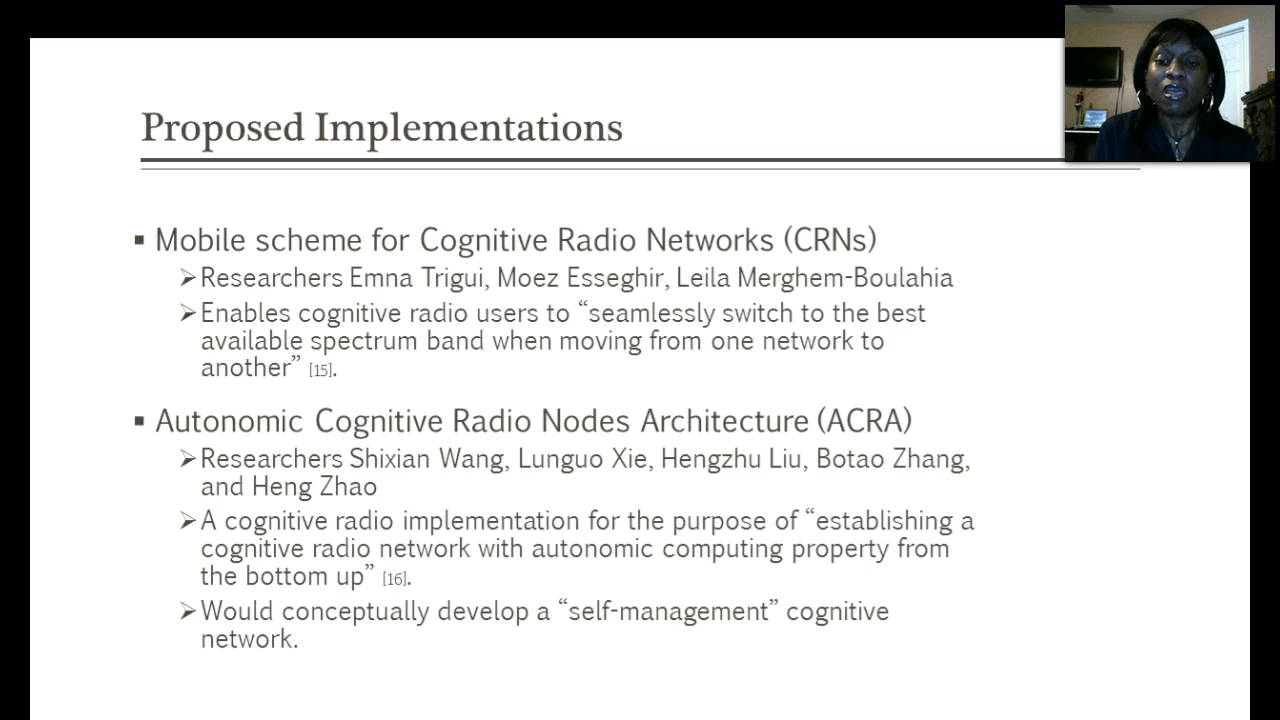 Proposed Implementations
▪ Mobile scheme for Cognitive Radio Networks (CRNs)
➢Researchers Emna Trigui, Moez Esseghir, Leila Merghem-Boulahia
➢Enables cognitive radio users to “seamlessly switch to the best
available spectrum band when moving from one network to
another” [15].
▪ Autonomic Cognitive Radio Nodes Architecture (ACRA)
➢Researchers Shixian Wang, Lunguo Xie, Hengzhu Liu, Botao Zhang,
and Heng Zhao
➢A cognitive radio implementation for the purpose of “establishing a
cognitive radio network with autonomic computing property from
the bottom up” [16].
➢Would conceptually develop a “self-management” cognitive
network.